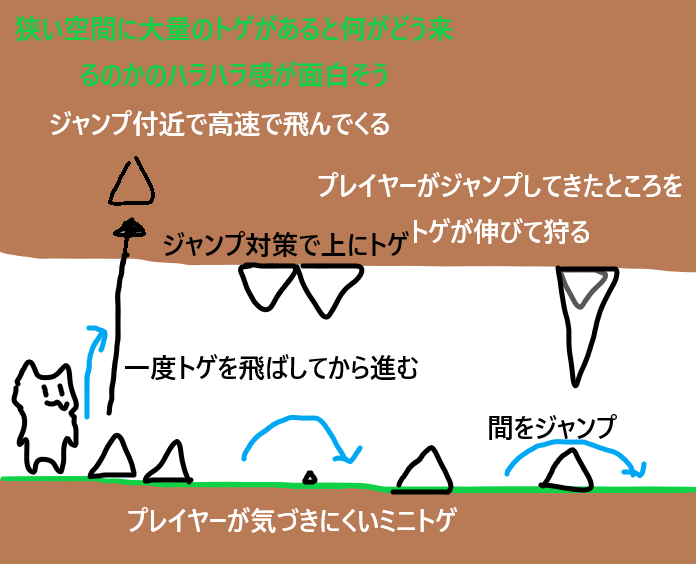 狭い空間に大量のトゲがあると何がどう来
るのかのハラハラ感が面白そう
ジャンプ付近で高速で飛んでくる
プレイヤーがジャンプしてきたところを
トゲが伸びて狩る
ジャンプ対策で上にトゲ
一度トゲを飛ばしてから進む
間をジャンプ
プレイヤーが気づきにくいミニトゲ